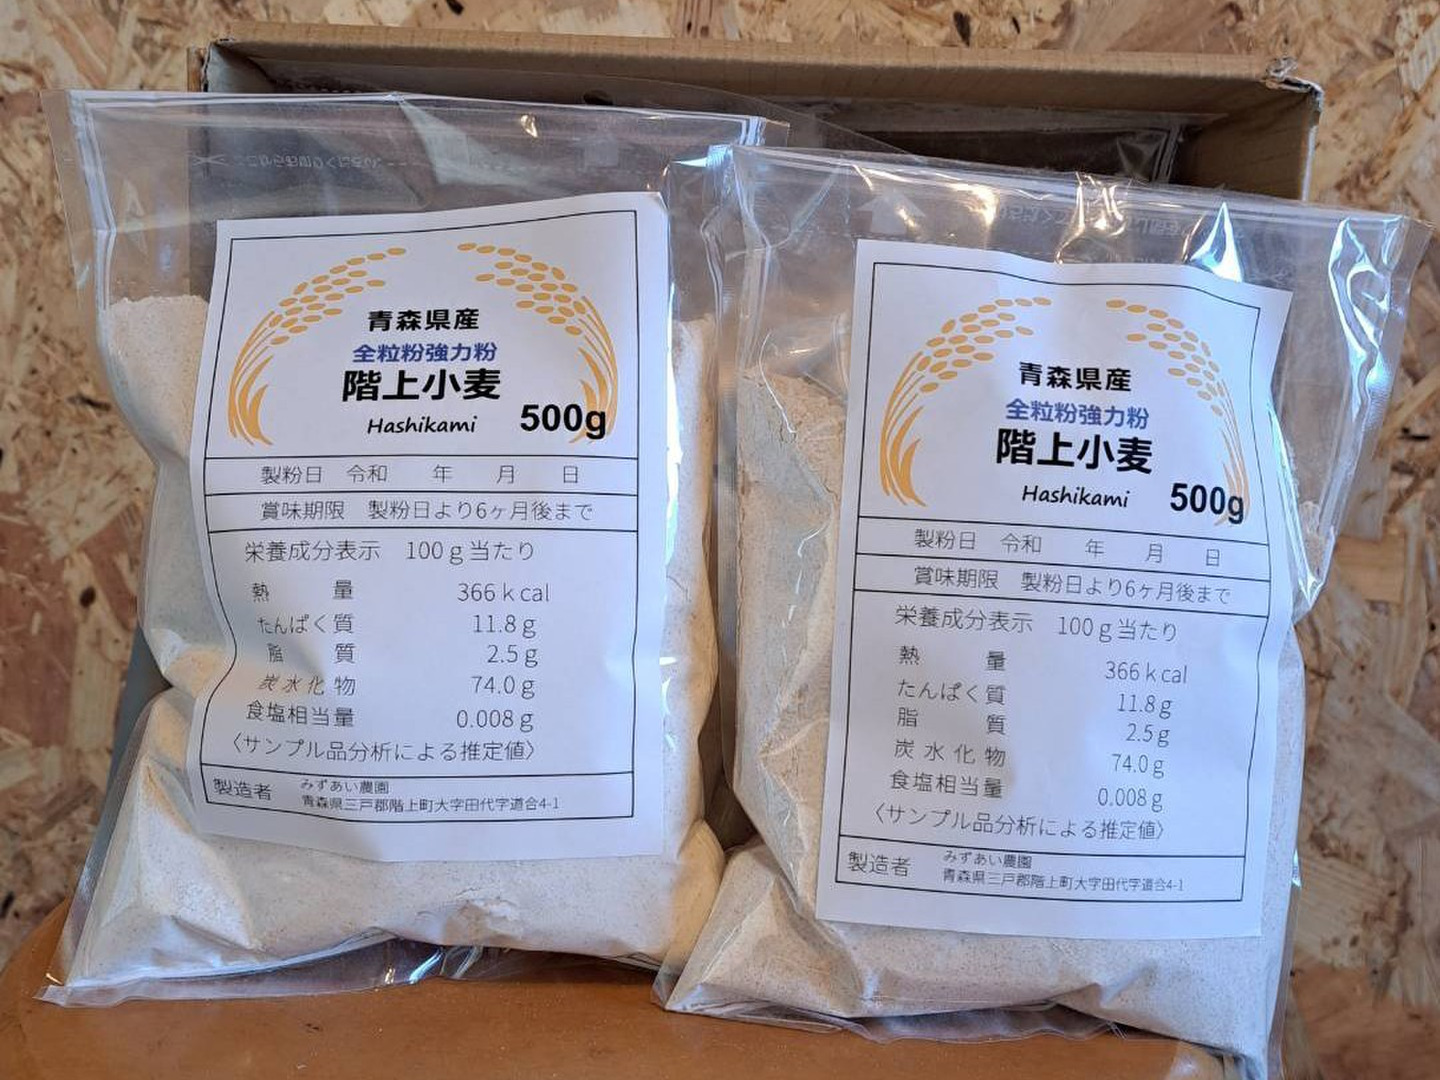 青森県産
全粒粉強力粉
階上小麦
Hashikami 500g
製粉日 令和 年 月 日
賞味期限 製粉日より6ヶ月後まで
栄養成分表示 100g当たり
熱量 366kcal
たんぱく質 11.8g
脂質 2.5g
炭水化物 74.0g
食塩相当量 0.008g
〈サンプル品分析による推定値〉
製造者 みずあい農園
青森県三戸郡階上町大字田代字道合4-1
青森県産
全粒粉強力粉
階上小麦
Hashikami 500g
製粉日 令和 年 月 日
賞味期限 製粉日より6ヶ月後まで
栄養成分表示 100g当たり
熱量 366kcal
たんぱく質 11.8g
脂質 2.5g
炭水化物 74.0g
食塩相当量 0.008g
〈サンプル品分析による推定値〉
製造者 みずあい農園
青森県三戸郡階上町大字田代字道合4-1